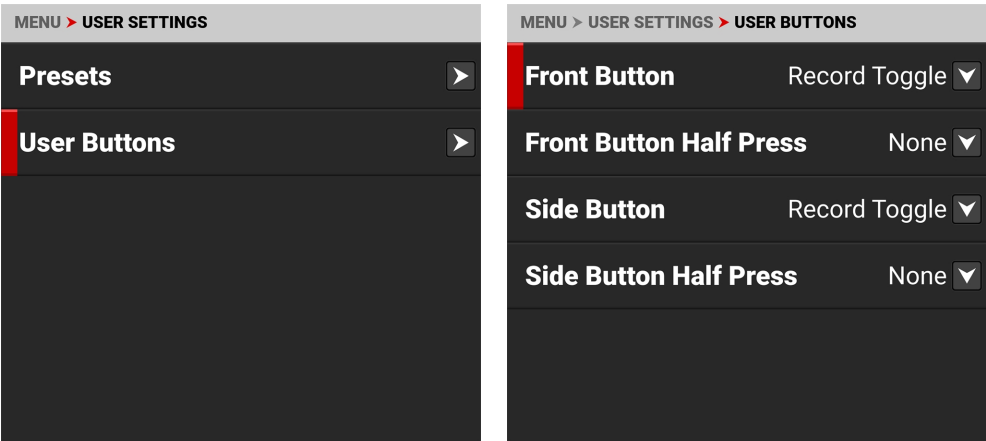 MENU > USER SETTINGS
Presets
User Buttons
MENU > USER SETTINGS > USER BUTTONS
Front Button Record Toggle
Front Button Half Press None
Side Button Record Toggle
Side Button Half Press None